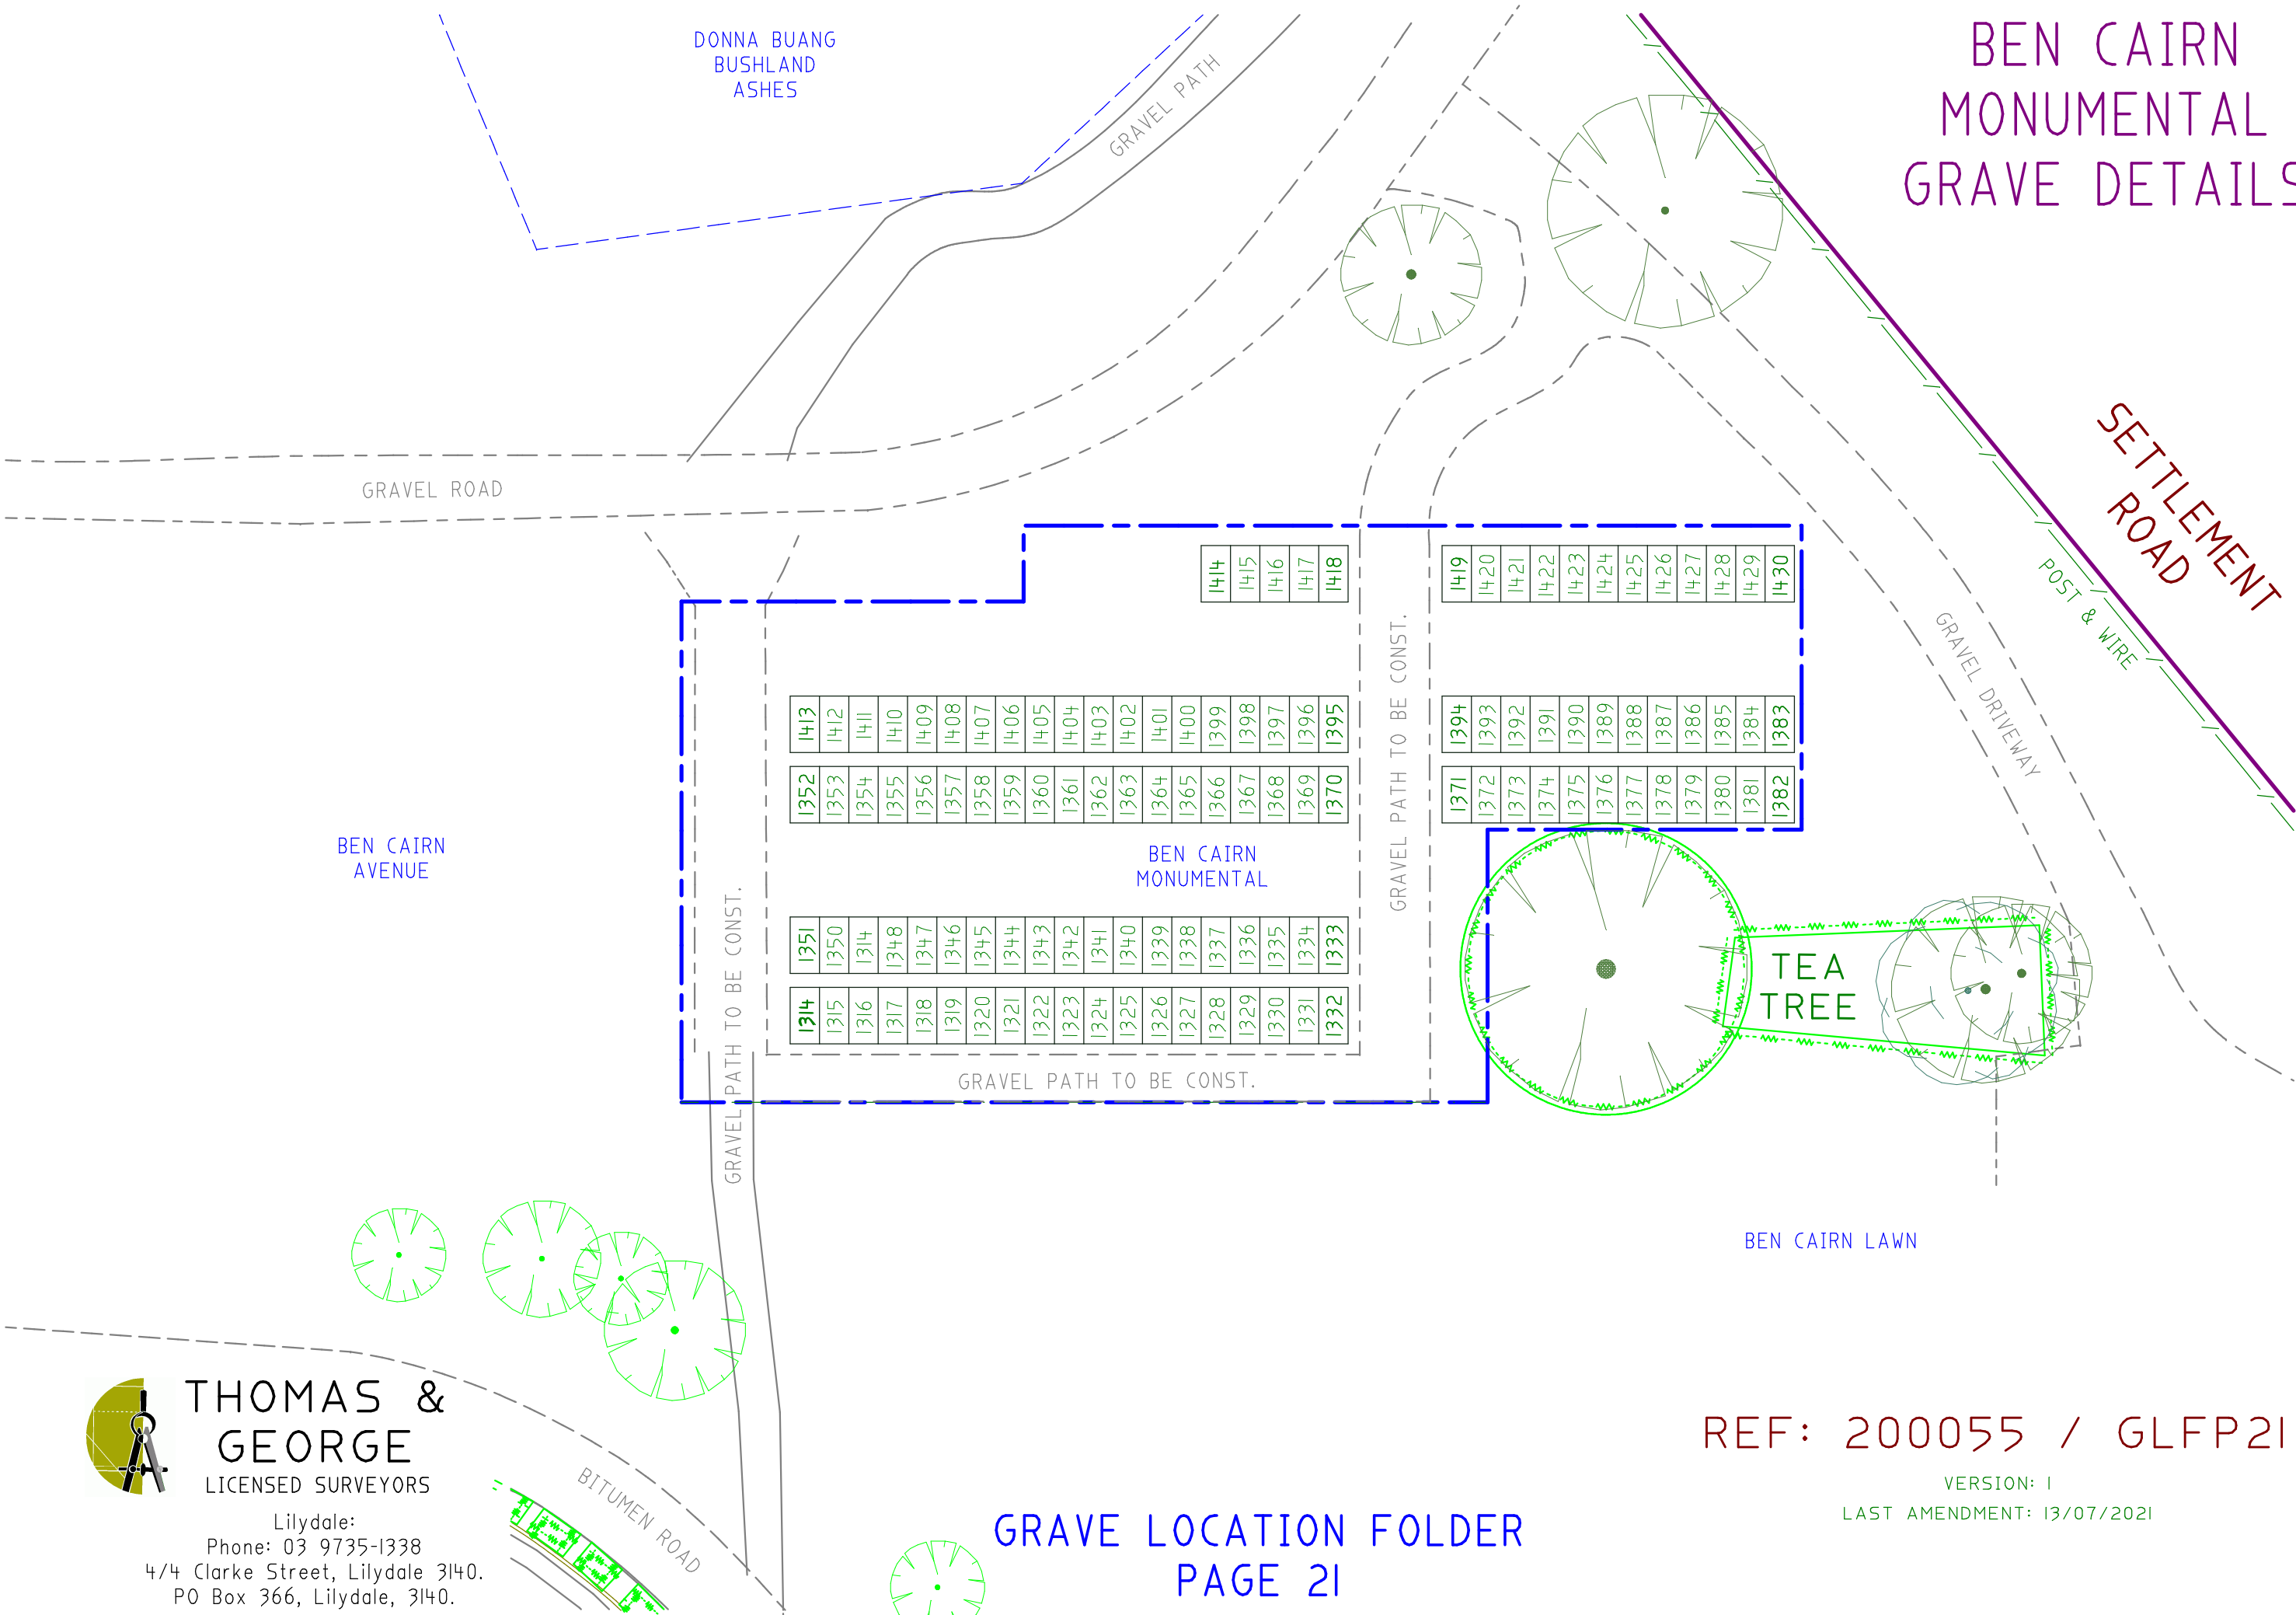 BEN CAIRN
MONUMENTAL
GRAVE DETAILS
DONNA BUANG
BUSHLAND
ASHES
GRAVEL PATH
GRAVEL ROAD
SETTLEMENT
ROAD
POST & WIRE
GRAVEL DRIVEWAY
1414 1415 1416 1417 1418
1419 1420 1421 1422 1423 1424 1425 1426 1427 1428 1429 1430
GRAVEL PATH TO BE CONST.
1413 1412 1411 1410 1409 1408 1407 1406 1405 1404 1403 1402 1401 1400 1399 1398 1397 1396 1395
1394 1393 1392 1391 1390 1389 1388 1387 1386 1385 1384 1383
1352 1353 1354 1355 1356 1357 1358 1359 1360 1361 1362 1363 1364 1365 1366 1367 1368 1369 1370
1371 1372 1373 1374 1375 1376 1377 1378 1379 1380 1381 1382
BEN CAIRN
AVENUE
BEN CAIRN
MONUMENTAL
GRAVEL PATH TO BE CONST.
1351 1350 1314 1348 1347 1346 1345 1344 1343 1342 1341 1340 1339 1338 1337 1336 1335 1334 1333
1314 1315 1316 1317 1318 1319 1320 1321 1322 1323 1324 1325 1326 1327 1328 1329 1330 1331 1332
TEA
TREE
GRAVEL PATH TO BE CONST.
BEN CAIRN LAWN
THOMAS &
GEORGE
LICENSED SURVEYORS
Lilydale:
Phone: 03 9735-1338
4/4 Clarke Street, Lilydale 3140.
PO Box 366, Lilydale, 3140.
BITUMEN ROAD
GRAVE LOCATION FOLDER
PAGE 21
REF: 200055 / GLFP21
VERSION: 1
LAST AMENDMENT: 13/07/2021